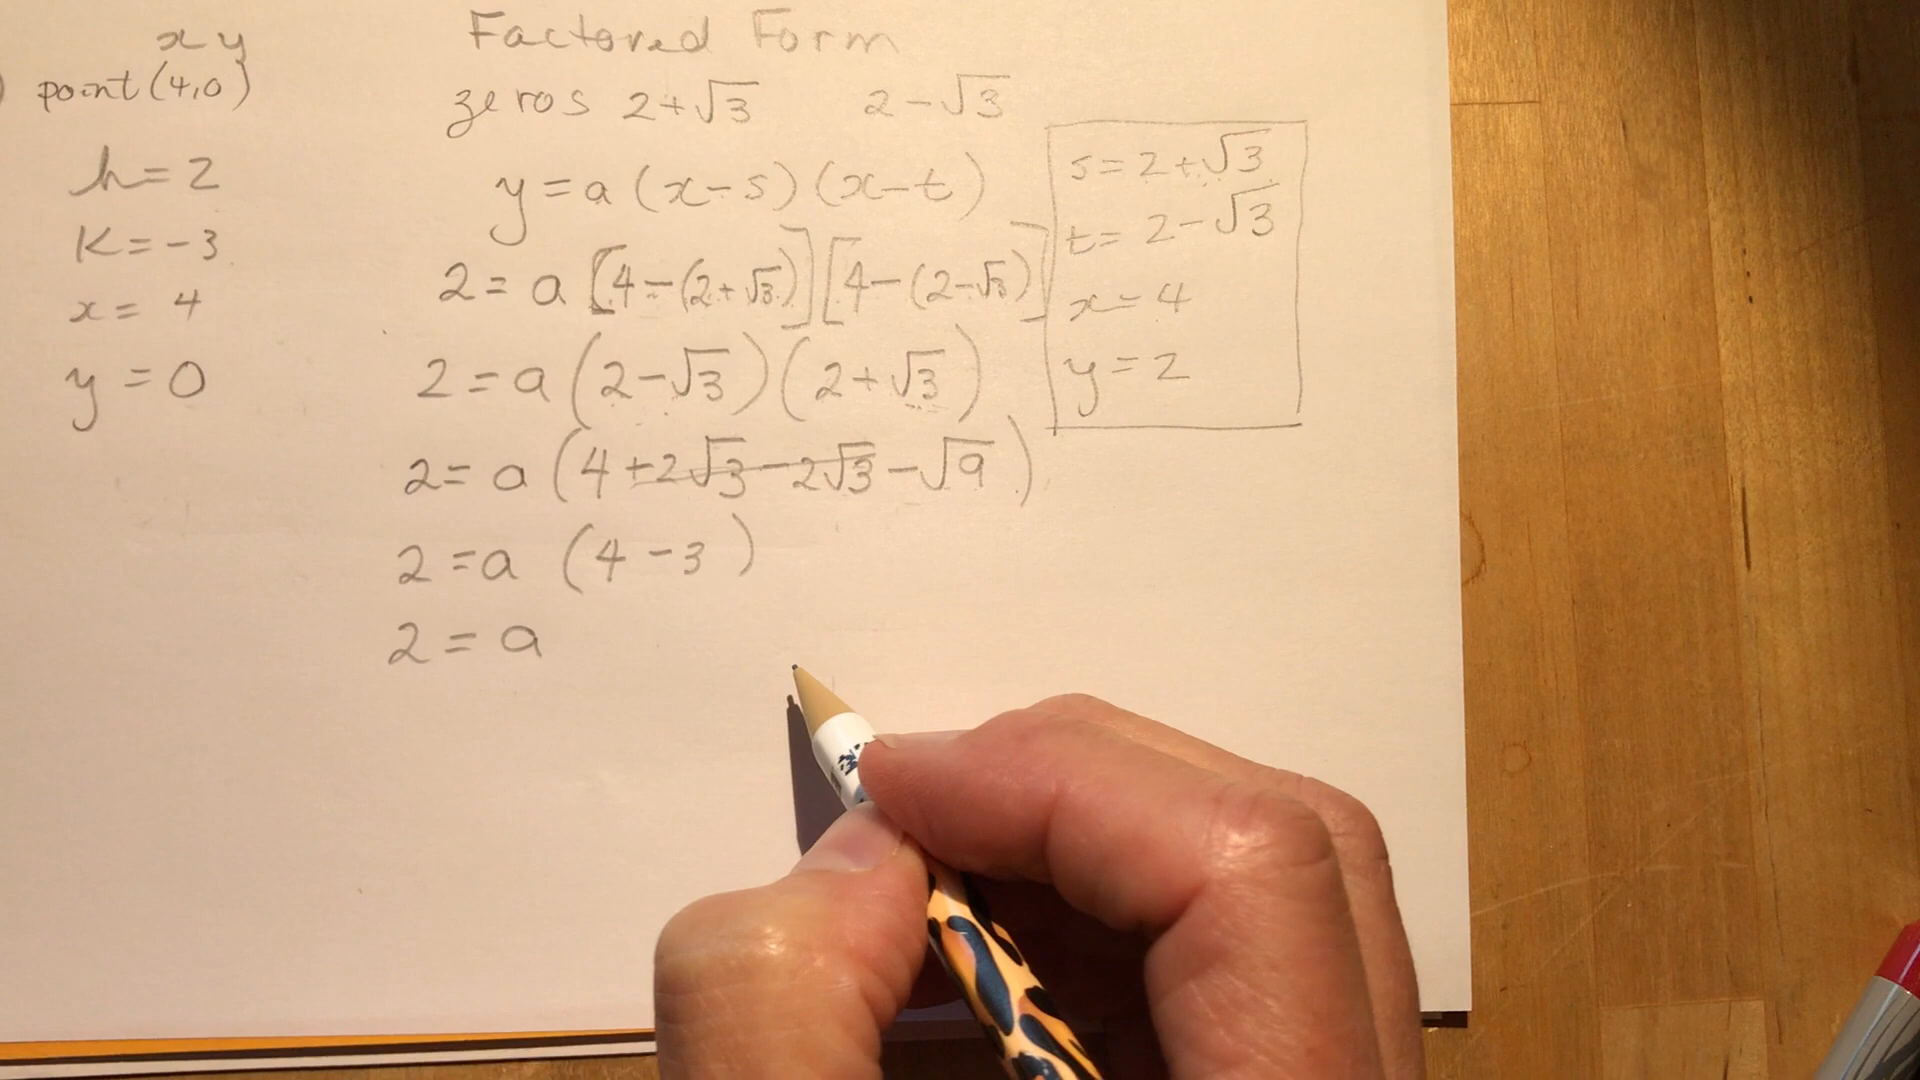 x y
) point (4,0)
h = 2
K = -3
x = 4
y = 0
Factored Form
zeros 2+√3 2-√3
y = a (x-s) (x-t)
2 = a [4-(2+√3)] [4-(2-√3)]
2 = a (2-√3) (2+√3)
2 = a (4+2√3-2√3-√9)
2 = a (4-3)
2 = a
s = 2+√3
t = 2-√3
x = 4
y = 2